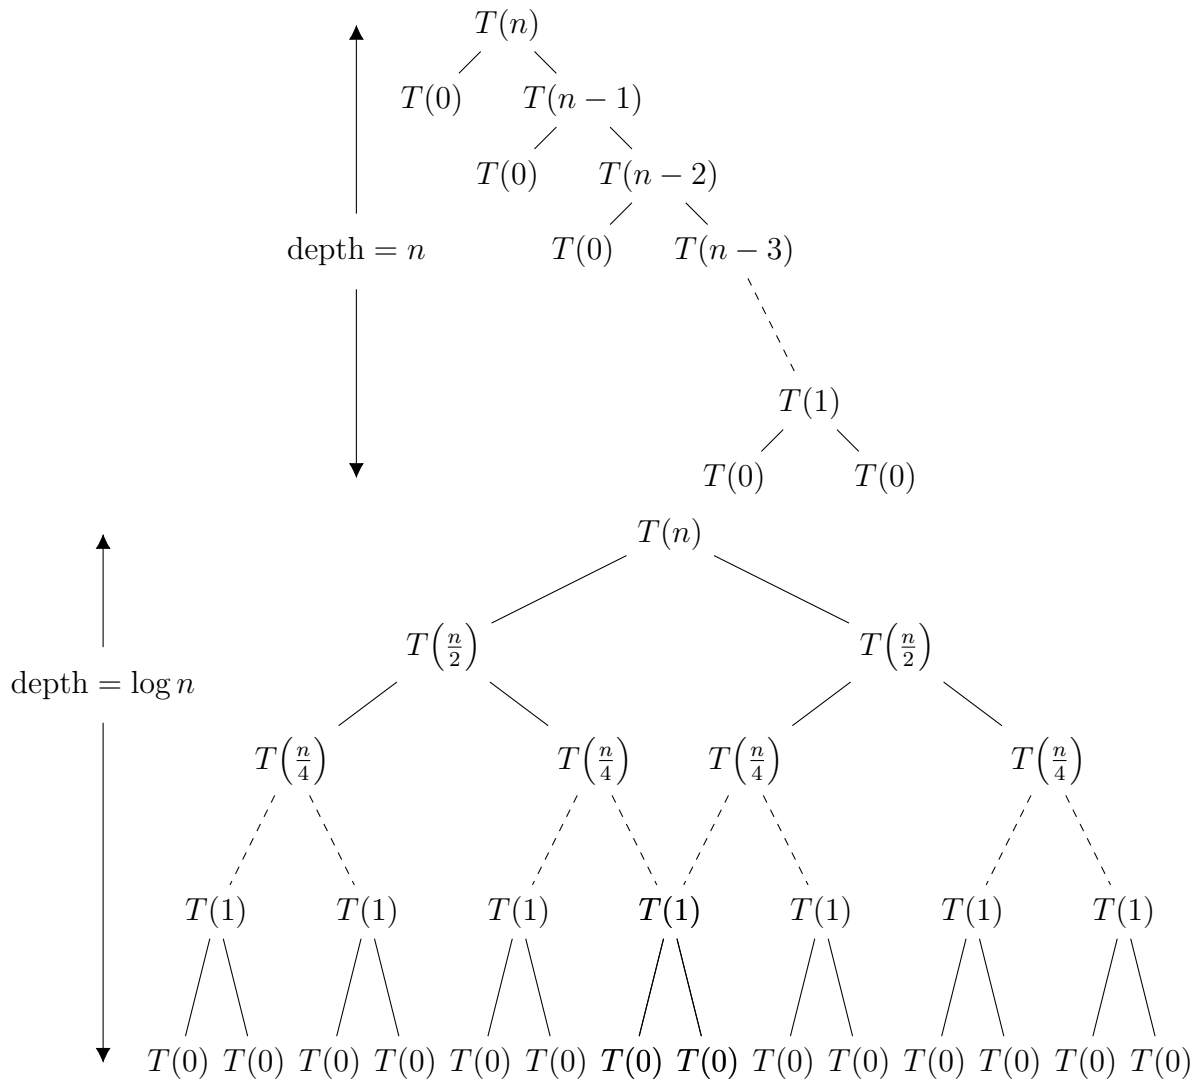 T(n)
T(0) T(n − 1)
T(0) T(n − 2)
depth = n T(0) T(n − 3)
T(1)
T(0) T(0)
T(n)
T(n/2) T(n/2)
depth = log n
T(n/4) T(n/4) T(n/4) T(n/4)
T(1) T(1) T(1) T(1) T(1) T(1) T(1)
T(0) T(0) T(0) T(0) T(0) T(0) T(0) T(0) T(0) T(0) T(0) T(0) T(0) T(0)